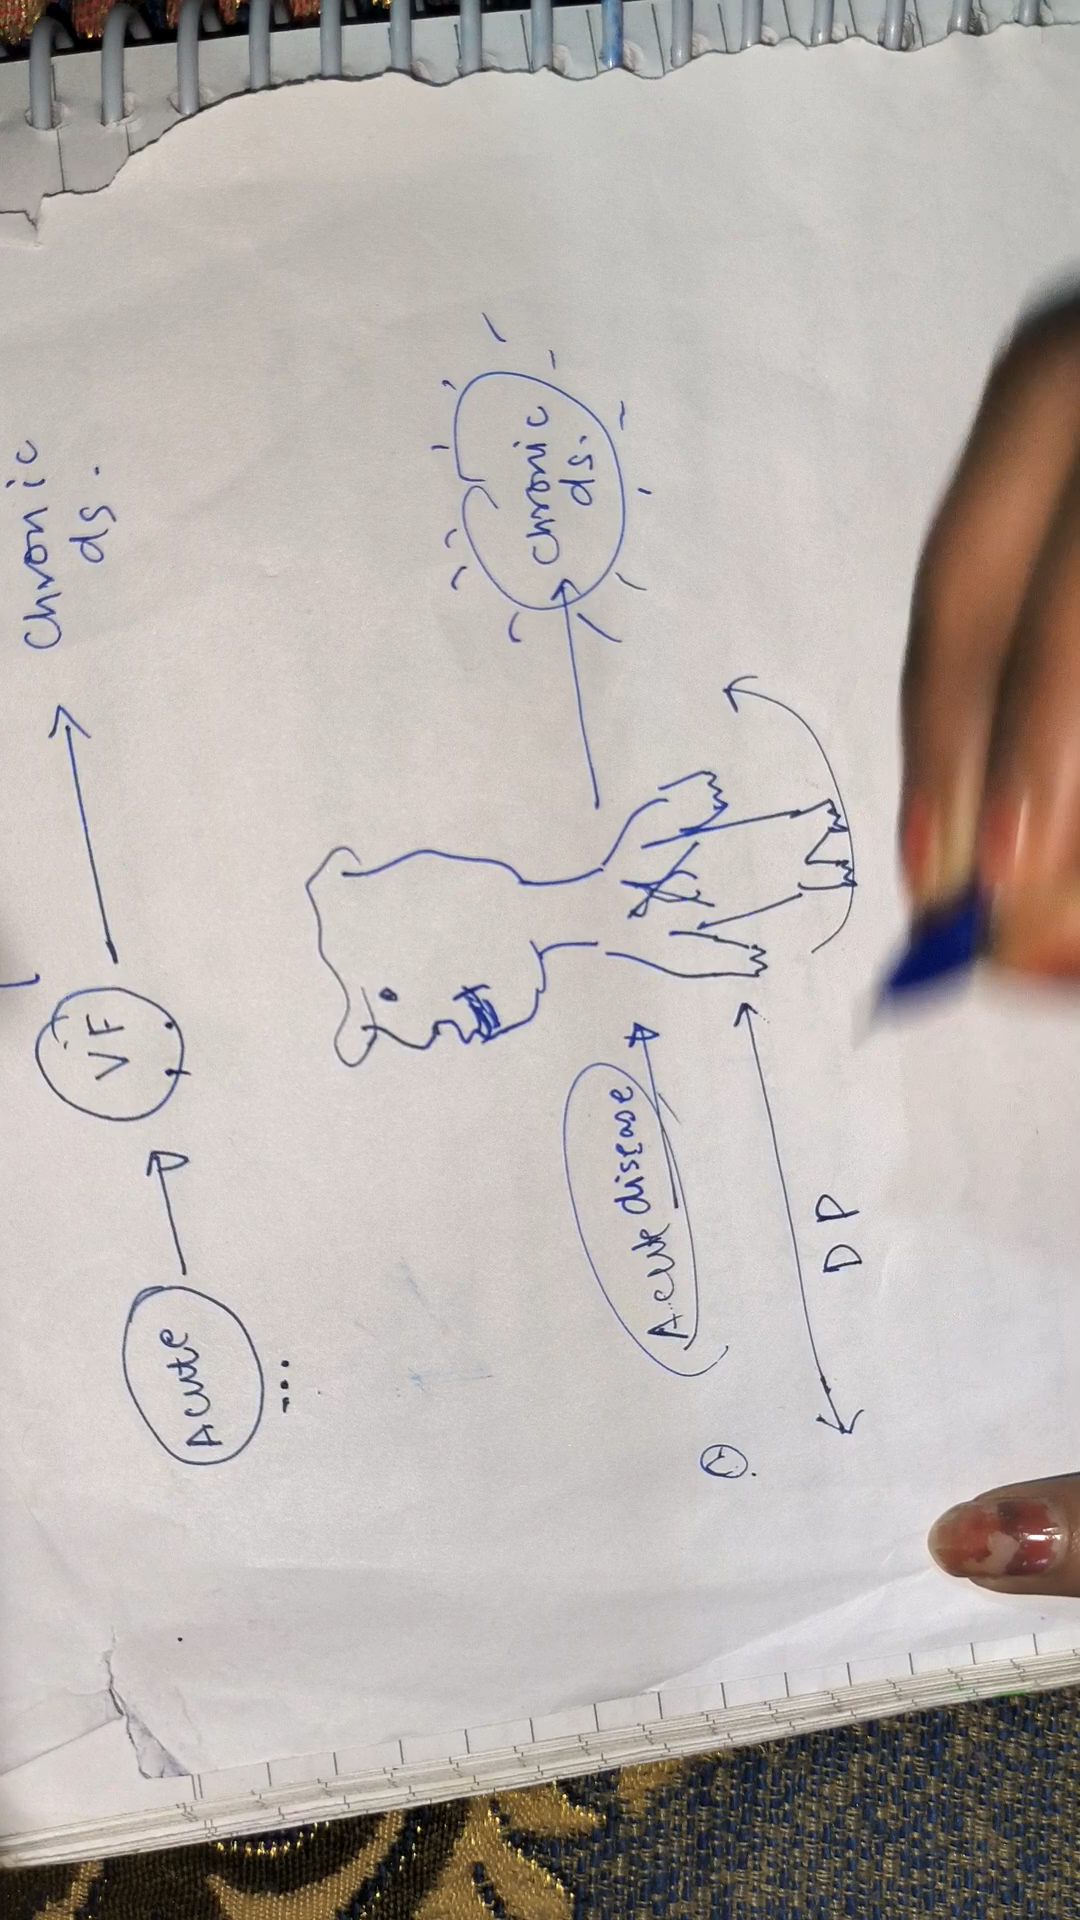 Acute
VF
Chronic
ds.
Acute disease
Chronic
ds.
DP